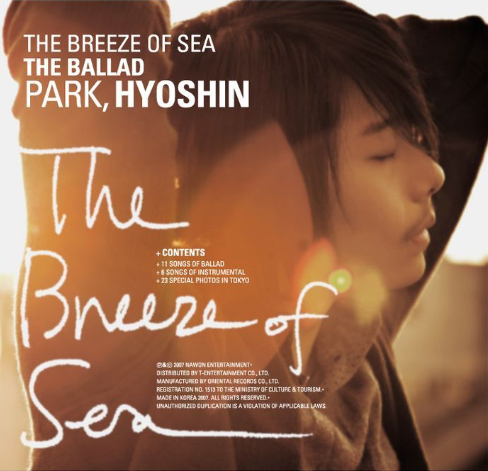 THE BREEZE OF SEA
THE BALLAD
PARK, HYOSHIN
The
Breeze of
Sea
+ CONTENTS
+ 11 SONGS OF BALLAD
+ 6 SONGS OF INSTRUMENTAL
+ 23 SPECIAL PHOTOS IN TOKYO
℗&© 2007 NAWON ENTERTAINMENT•
DISTRIBUTED BY T-ENTERTAINMENT CO., LTD.
MANUFACTURED BY ORIENTAL RECORDS CO., LTD.
REGISTRATION NO. 1513 TO THE MINISTRY OF CULTURE & TOURISM.•
MADE IN KOREA 2007. ALL RIGHTS RESERVED.•
UNAUTHORIZED DUPLICATION IS A VIOLATION OF APPLICABLE LAWS